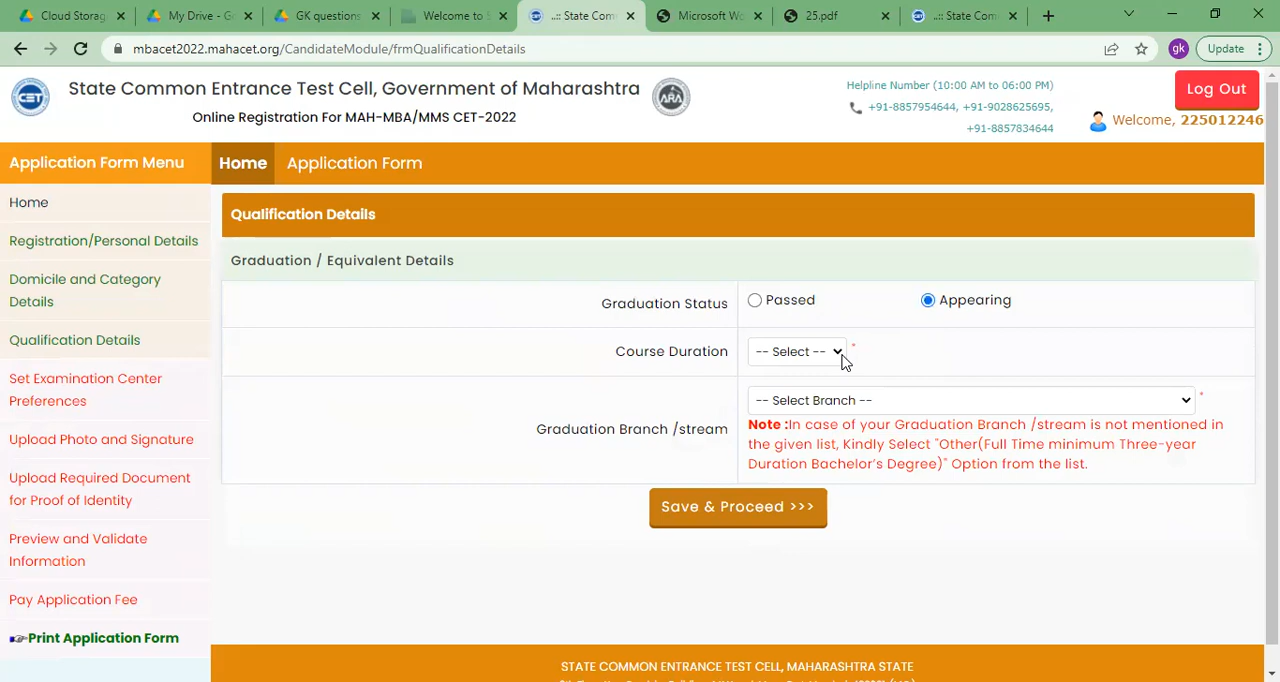 Cloud Storag
My Drive - G
GK questions
Welcome to S
..:: State Com
Microsoft Wo
25.pdf
..:: State Com
mbacet2022.mahacet.org/CandidateModule/frmQualificationDetails
gk
Update
State Common Entrance Test Cell, Government of Maharashtra
Online Registration For MAH-MBA/MMS CET-2022
CET
ARA
Helpline Number (10:00 AM to 06:00 PM)
+91-8857954644, +91-9028625695,
+91-8857834644
Log Out
Welcome, 225012246
Application Form Menu
Home
Application Form
Home
Registration/Personal Details
Domicile and Category
Details
Qualification Details
Set Examination Center
Preferences
Upload Photo and Signature
Upload Required Document
for Proof of Identity
Preview and Validate
Information
Pay Application Fee
Print Application Form
Qualification Details
Graduation / Equivalent Details
Graduation Status
Passed
Appearing
Course Duration
-- Select --
*
Graduation Branch /stream
-- Select Branch --
*
Note :In case of your Graduation Branch /stream is not mentioned in
the given list, Kindly Select "Other(Full Time minimum Three-year
Duration Bachelor's Degree)" Option from the list.
Save & Proceed >>>
STATE COMMON ENTRANCE TEST CELL, MAHARASHTRA STATE